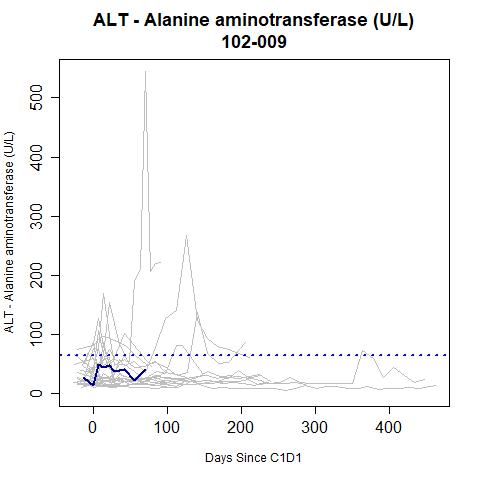 ALT - Alanine aminotransferase (U/L)
102-009
ALT - Alanine aminotransferase (U/L)
500
400
300
200
100
0
0 100 200 300 400
Days Since C1D1